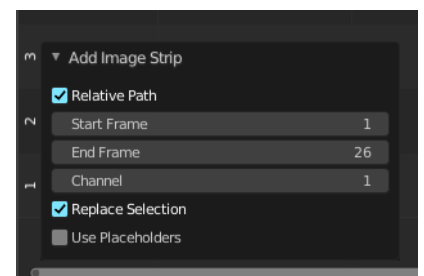 3
Add Image Strip
Relative Path
2
Start Frame 1
End Frame 26
1
Channel 1
Replace Selection
Use Placeholders